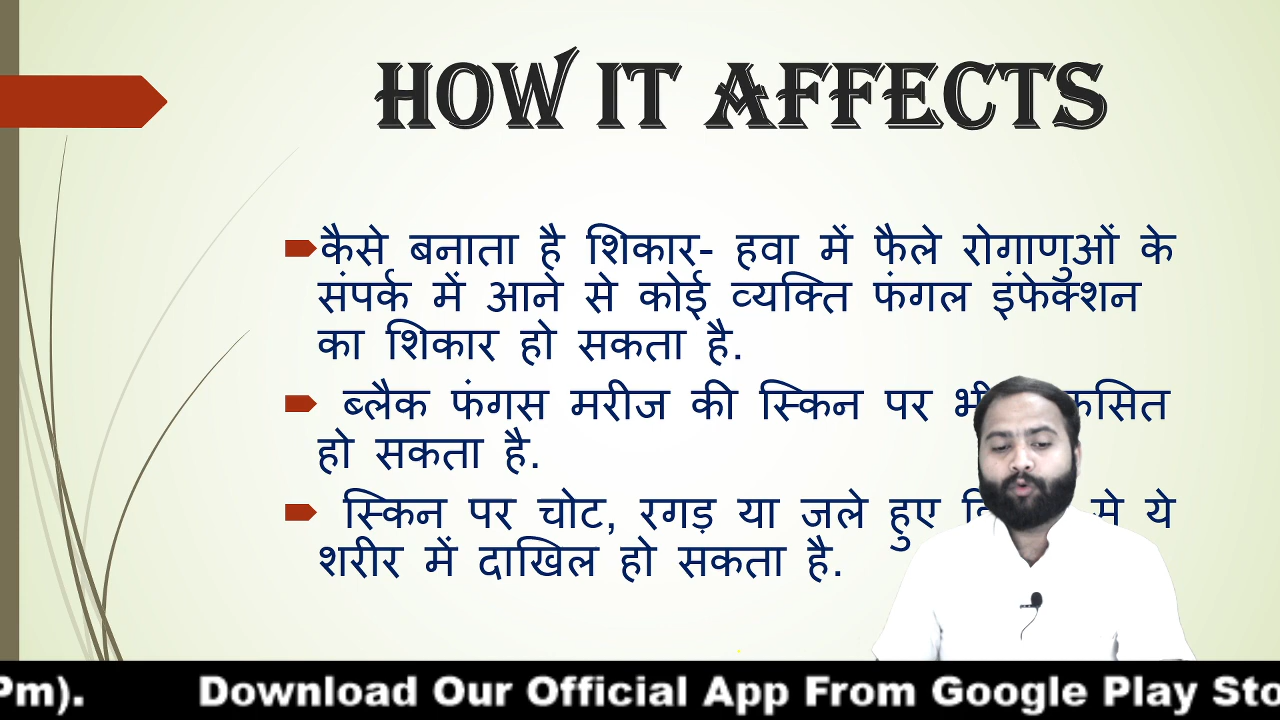 HOW IT AFFECTS
कैसे बनाता है शिकार- हवा में फैले रोगाणुओं के
संपर्क में आने से कोई व्यक्ति फंगल इंफेक्शन
का शिकार हो सकता है.
ब्लैक फंगस मरीज की स्किन पर
हो सकता है.
स्किन पर चोट, रगड़ या जले हुए से ये
शरीर में दाखिल हो सकता है.
Pm). Download Our Official App From Google Play Sto